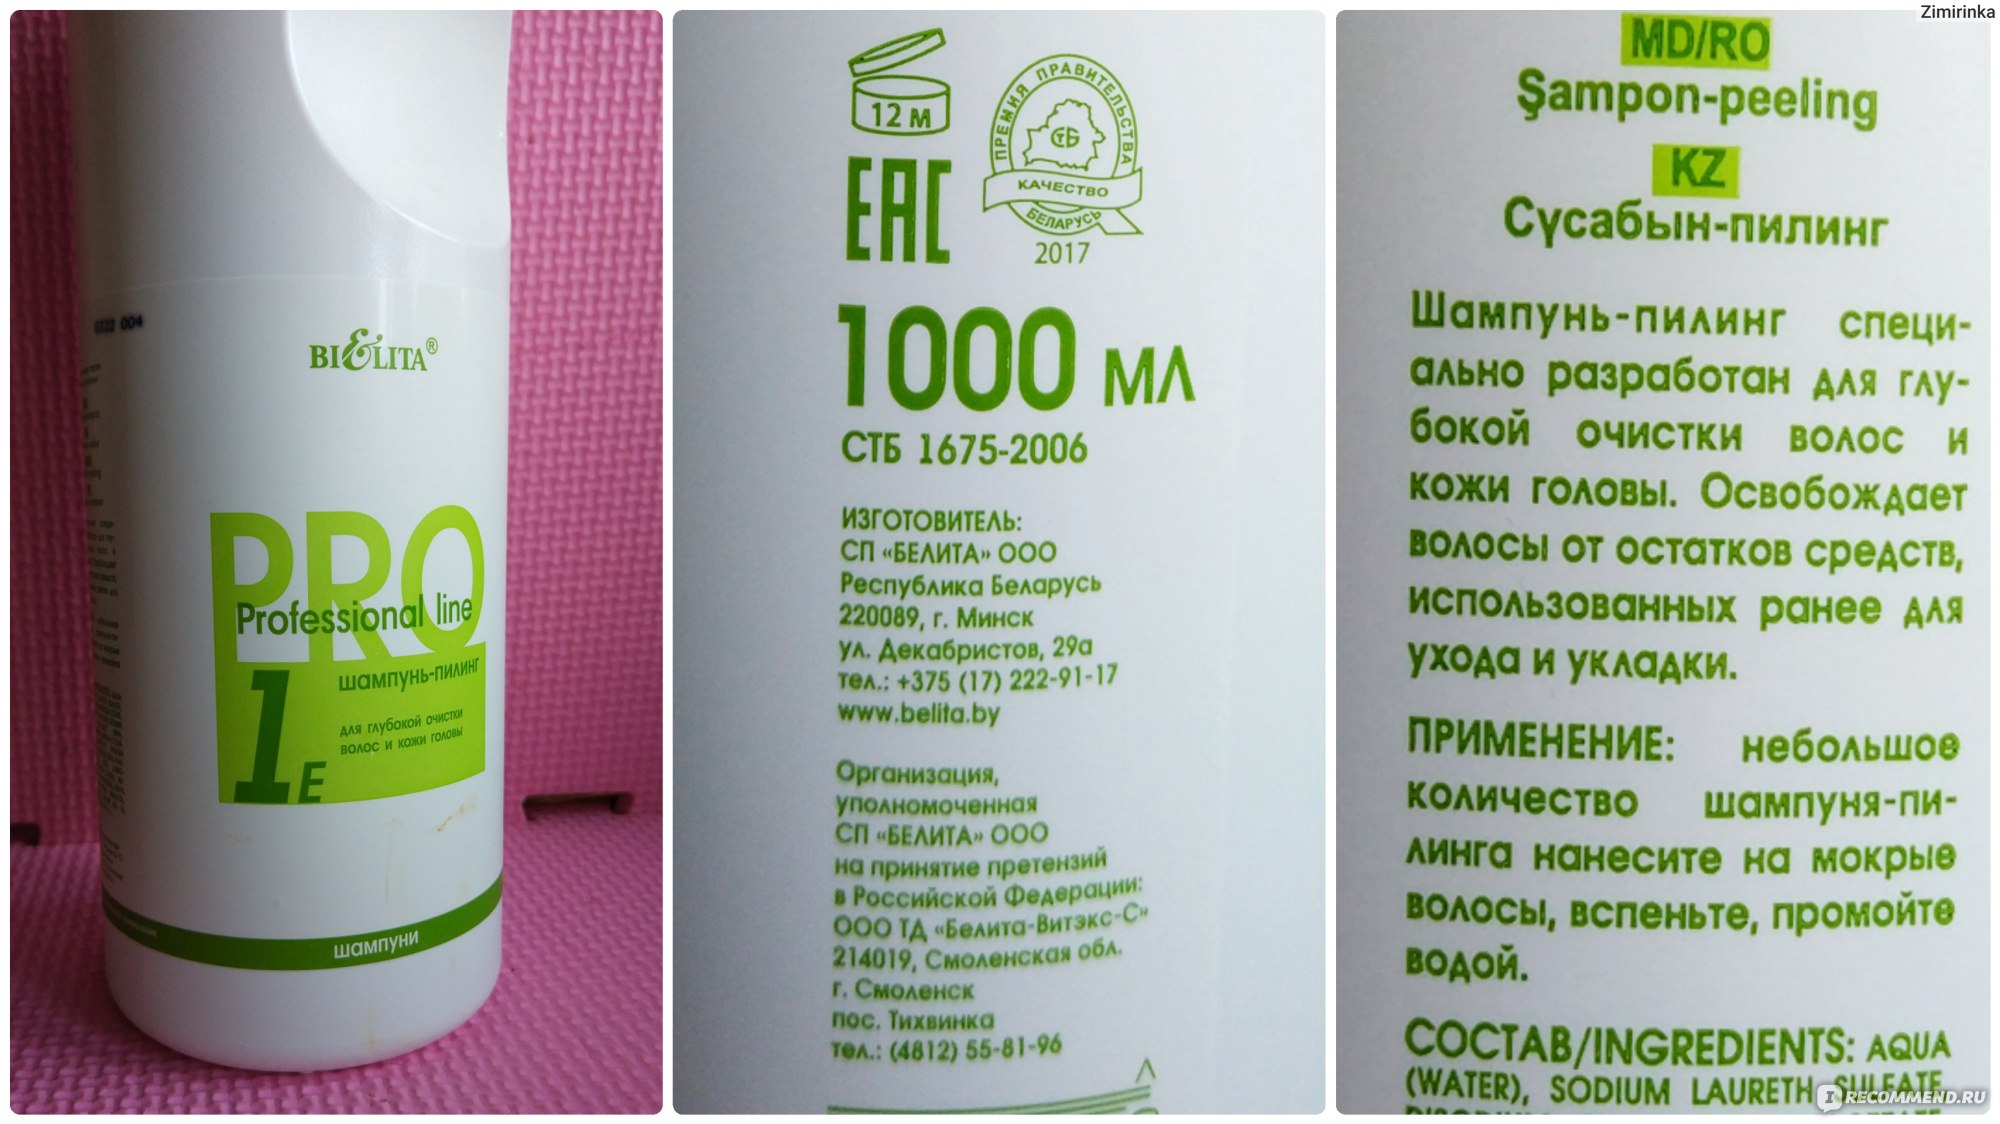 Zimirinka
6322 004
BIELITA®
PRO
Professional line
шампунь-пилинг
1E
для глубокой очистки
волос и кожи головы
шампуни
12 М
ПРЕМИЯ ПРАВИТЕЛЬСТВА
СТБ
КАЧЕСТВО
БЕЛАРУСЬ
2017
EAC
1000 МЛ
СТБ 1675-2006
ИЗГОТОВИТЕЛЬ:
СП «БЕЛИТА» ООО
Республика Беларусь
220089, г. Минск
ул. Декабристов, 29а
тел.: +375 (17) 222-91-17
www.belita.by
Организация,
уполномоченная
СП «БЕЛИТА» ООО
на принятие претензий
в Российской Федерации:
ООО ТД «Белита-Витэкс-С»
214019, Смоленская обл.
г. Смоленск
пос. Тихвинка
тел.: (4812) 55-81-96
MD/RO
Şampon-peeling
KZ
Сүсабын-пилинг
Шампунь-пилинг специ-
ально разработан для глу-
бокой очистки волос и
кожи головы. Освобождает
волосы от остатков средств,
использованных ранее для
ухода и укладки.
ПРИМЕНЕНИЕ: небольшое
количество шампуня-пи-
линга нанесите на мокрые
волосы, вспеньте, промойте
водой.
СОСТАВ/INGREDIENTS: AQUA
(WATER), SODIUM LAURETH SULFATE,
IRECOMMEND.RU